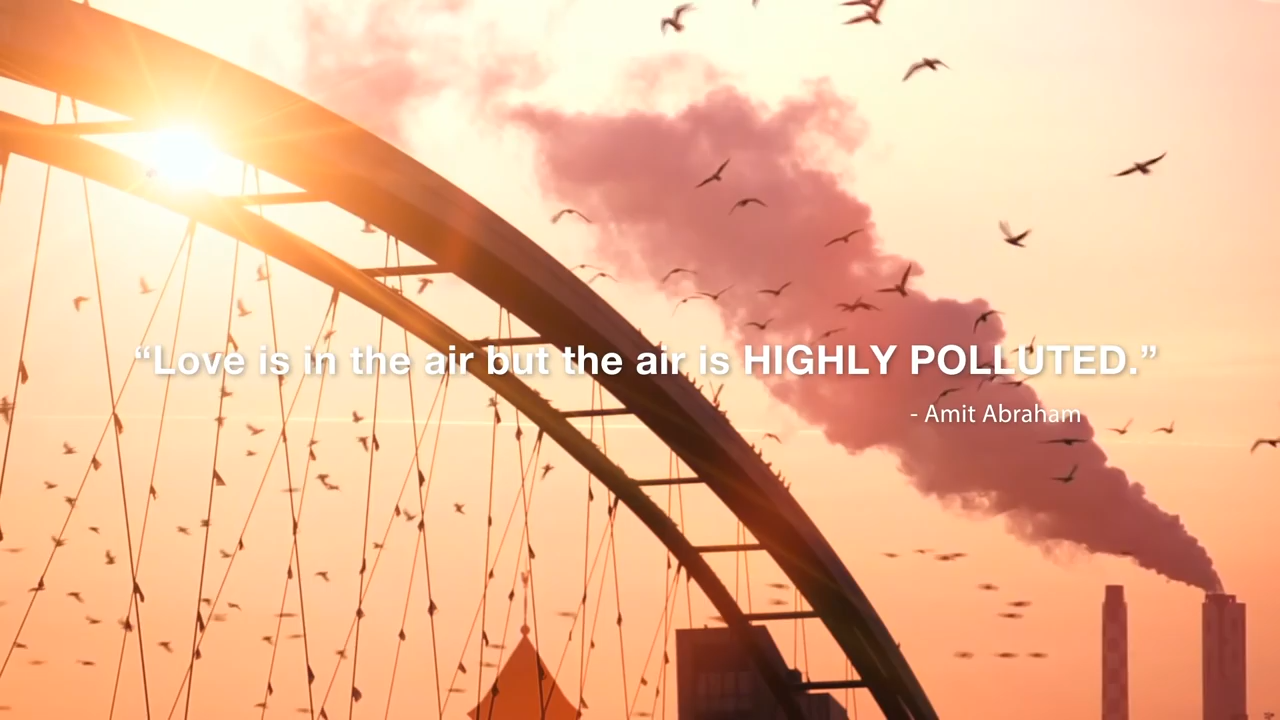 “Love is in the air but the air is HIGHLY POLLUTED.”
- Amit Abraham